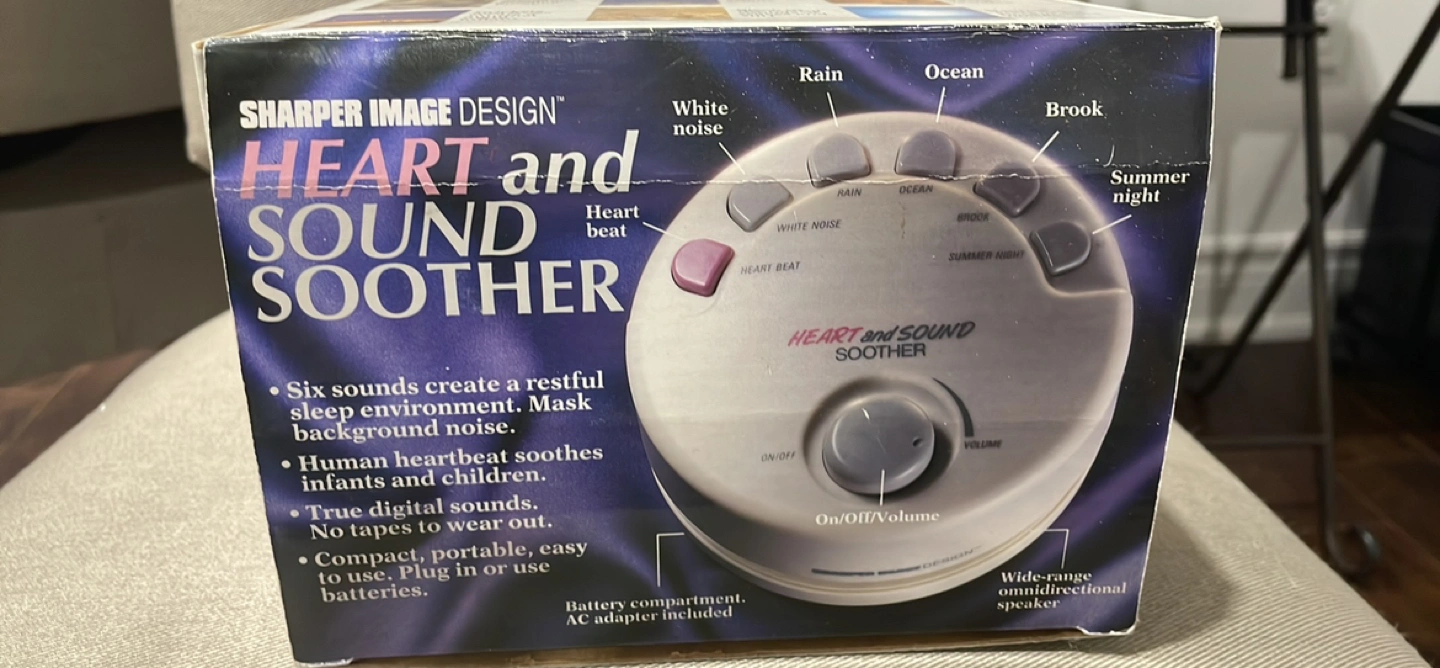 SHARPER IMAGE DESIGN™
HEART and
SOUND
SOOTHER
• Six sounds create a restful
sleep environment. Mask
background noise.
• Human heartbeat soothes
infants and children.
• True digital sounds.
No tapes to wear out.
• Compact, portable, easy
to use. Plug in or use
batteries.
Heart
beat
White
noise
Rain
Ocean
Brook
Summer
night
HEART BEAT
WHITE NOISE
RAIN
OCEAN
BROOK
SUMMER NIGHT
HEART and SOUND
SOOTHER
ON/OFF
VOLUME
On/Off/Volume
SHARPER IMAGE DESIGN™
Battery compartment.
AC adapter included
Wide-range
omnidirectional
speaker